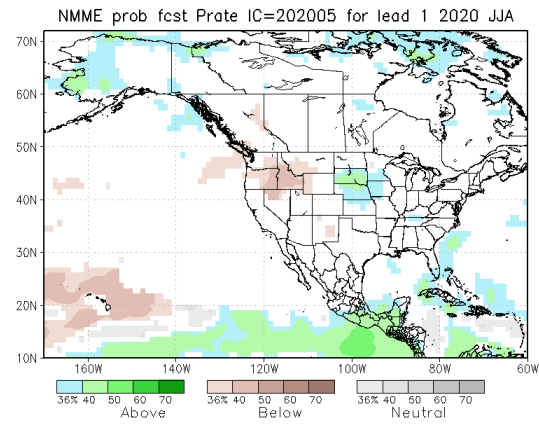 NMME prob fcst Prate IC=202005 for lead 1 2020 JJA
70N
60N
50N
40N
30N
20N
10N
160W 140W 120W 100W 80W 60W
36% 40 50 60 70
Above
36% 40 50 60 70
Below
36% 40 50 60 70
Neutral